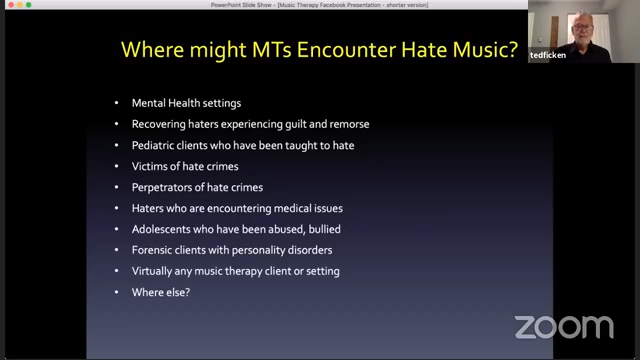 PowerPoint Slide Show - [Music Therapy Facebook Presentation - shorter version]
Where might MTs Encounter Hate Music?
tedficken
• Mental Health settings
• Recovering haters experiencing guilt and remorse
• Pediatric clients who have been taught to hate
• Victims of hate crimes
• Perpetrators of hate crimes
• Haters who are encountering medical issues
• Adolescents who have been abused, bullied
• Forensic clients with personality disorders
• Virtually any music therapy client or setting
• Where else?
zoom